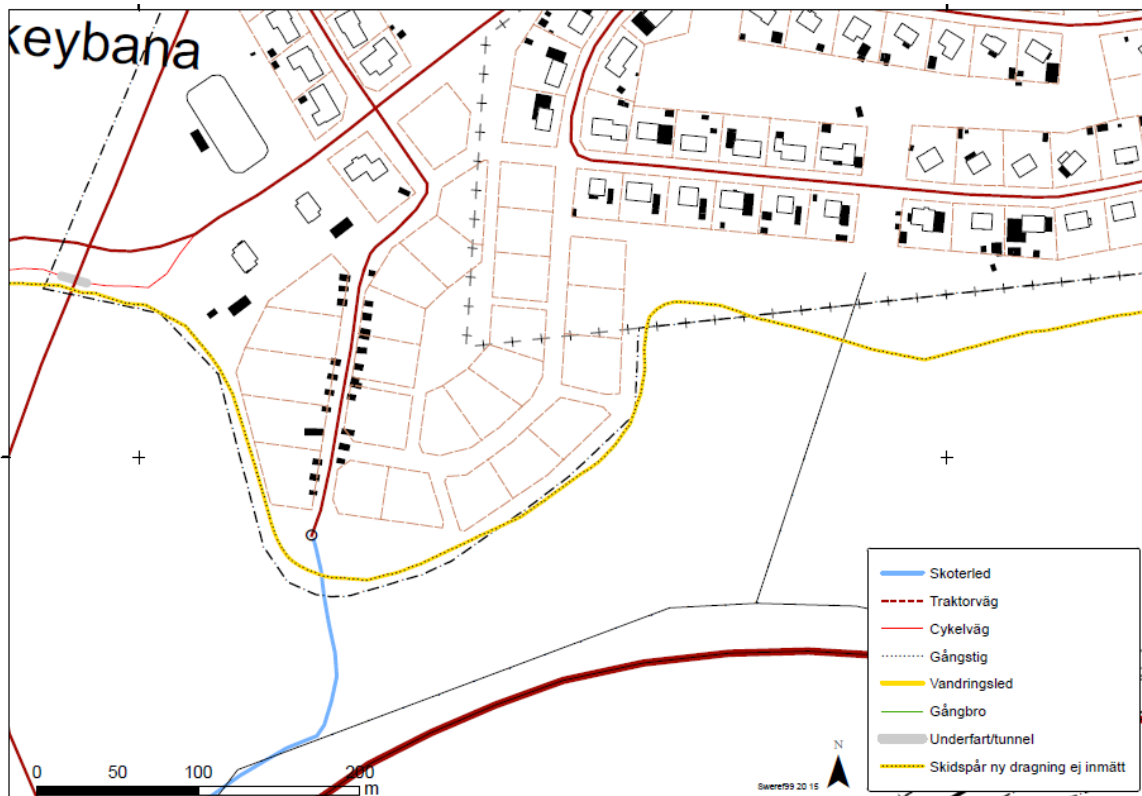 keybana
Skoterled
Traktorväg
Cykelväg
Gångstig
Vandringsled
Gångbro
Underfart/tunnel
Skidspår ny dragning ej inmätt
N
Sweref99 20 15
0 50 100 200
m